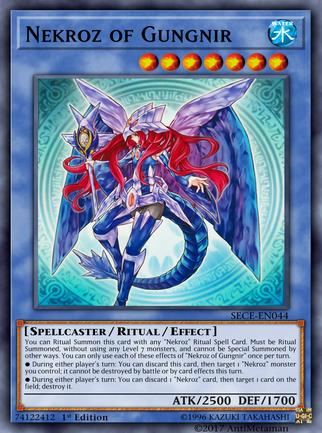 NEKROZ OF GUNGNIR
WATER
水
SECE-EN044
[SPELLCASTER / RITUAL / EFFECT]
You can Ritual Summon this card with any "Nekroz" Ritual Spell Card. Must be Ritual
Summoned, without using any Level 7 monsters, and cannot be Special Summoned by
other ways. You can only use each of these effects of "Nekroz of Gungnir" once per turn.
● During either player's turn: You can discard this card, then target 1 "Nekroz" monster
you control; it cannot be destroyed by battle or by card effects this turn.
● During either player's turn: You can discard 1 "Nekroz" card, then target 1 card on the
field; destroy it.
ATK/2500 DEF/1700
74122412 1st Edition ©1996 KAZUKI TAKAHASHI
©2017 AntiMetaman